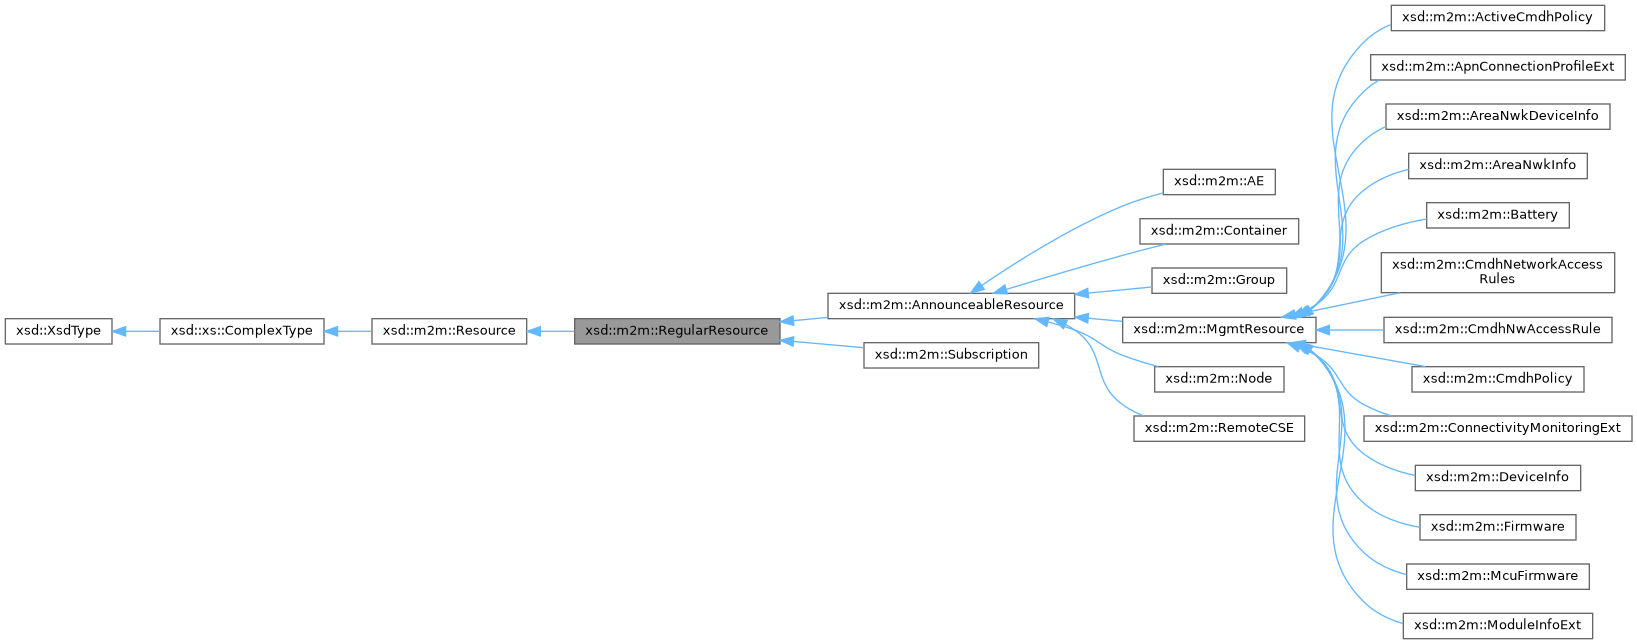 xsd::XsdType
xsd::xs::ComplexType
xsd::m2m::Resource
xsd::m2m::RegularResource
xsd::m2m::AnnounceableResource
xsd::m2m::Subscription
xsd::m2m::AE
xsd::m2m::Container
xsd::m2m::Group
xsd::m2m::MgmtResource
xsd::m2m::Node
xsd::m2m::RemoteCSE
xsd::m2m::ActiveCmdhPolicy
xsd::m2m::ApnConnectionProfileExt
xsd::m2m::AreaNwkDeviceInfo
xsd::m2m::AreaNwkInfo
xsd::m2m::Battery
xsd::m2m::CmdhNetworkAccess
Rules
xsd::m2m::CmdhNwAccessRule
xsd::m2m::CmdhPolicy
xsd::m2m::ConnectivityMonitoringExt
xsd::m2m::DeviceInfo
xsd::m2m::Firmware
xsd::m2m::McuFirmware
xsd::m2m::ModuleInfoExt